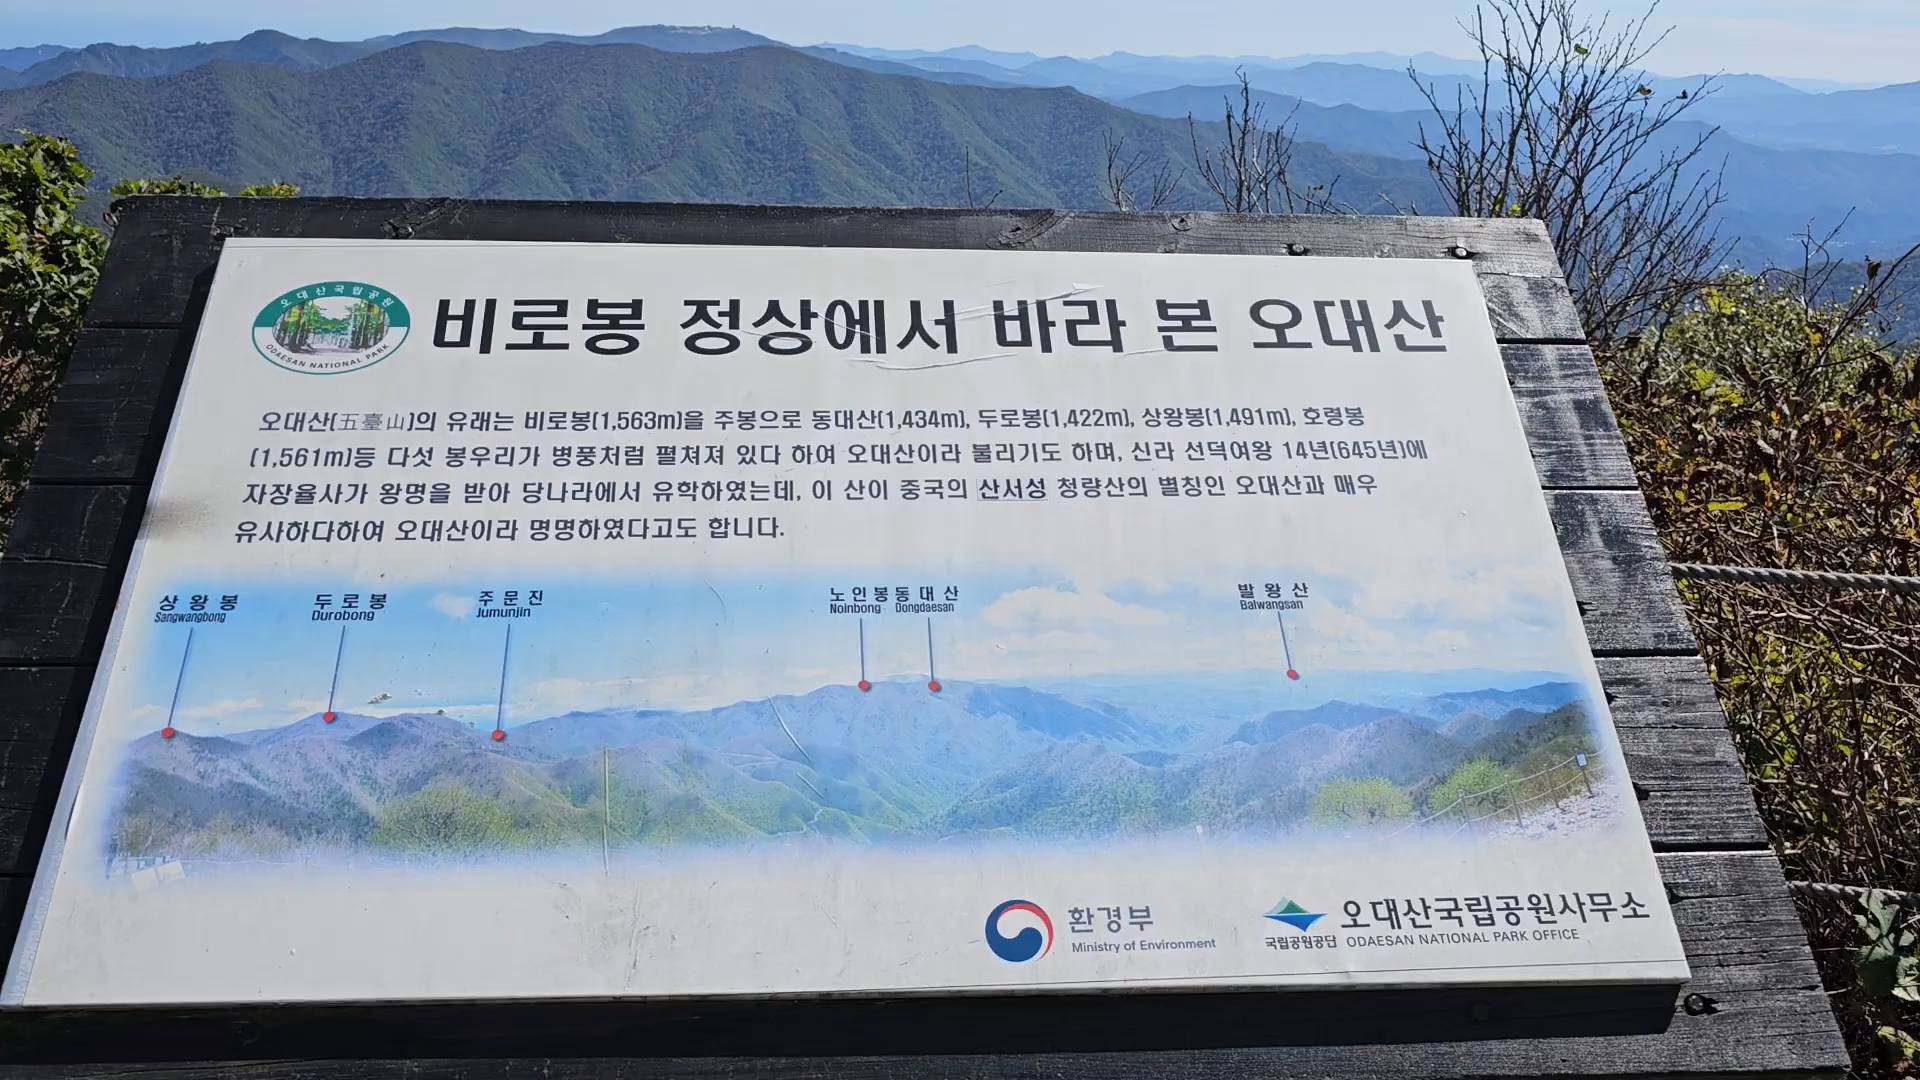 오대산국립공원
ODAESAN NATIONAL PARK
비로봉 정상에서 바라 본 오대산
오대산(五臺山)의 유래는 비로봉(1,563m)을 주봉으로 동대산(1,434m), 두로봉(1,422m), 상왕봉(1,491m), 호령봉
(1,561m)등 다섯 봉우리가 병풍처럼 펼쳐져 있다 하여 오대산이라 불리기도 하며, 신라 선덕여왕 14년(645년)에
자장율사가 왕명을 받아 당나라에서 유학하였는데, 이 산이 중국의 산서성 청량산의 별칭인 오대산과 매우
유사하다하여 오대산이라 명명하였다고도 합니다.
상왕봉 두로봉 주문진 노인봉 동대산 발왕산
Sangwangbong Durobong Jumunjin Noinbong Dongdaesan Balwangsan
환경부
Ministry of Environment
국립공원공단
오대산국립공원사무소
ODAESAN NATIONAL PARK OFFICE